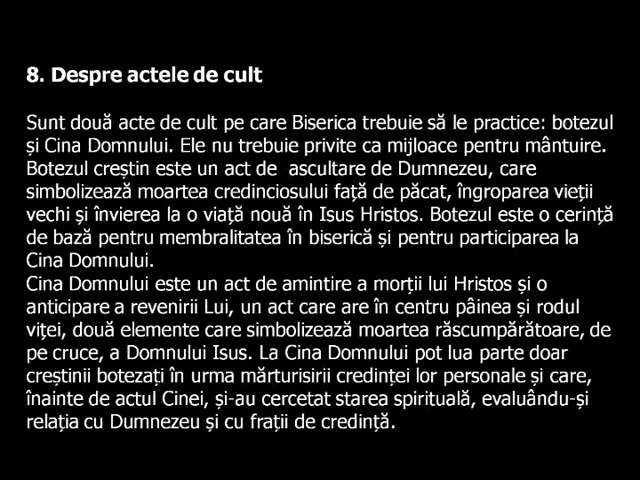 8. Despre actele de cult
Sunt două acte de cult pe care Biserica trebuie să le practice: botezul
și Cina Domnului. Ele nu trebuie privite ca mijloace pentru mântuire.
Botezul creștin este un act de  ascultare de Dumnezeu, care
simbolizează moartea credinciosului față de păcat, îngroparea vieții
vechi și învierea la o viață nouă în Isus Hristos. Botezul este o cerință
de bază pentru membralitatea în biserică și pentru participarea la
Cina Domnului.
Cina Domnului este un act de amintire a morții lui Hristos și o
anticipare a revenirii Lui, un act care are în centru pâinea și rodul
viței, două elemente care simbolizează moartea răscumpărătoare, de
pe cruce, a Domnului Isus. La Cina Domnului pot lua parte doar
creștinii botezați în urma mărturisirii credinței lor personale și care,
înainte de actul Cinei, și-au cercetat starea spirituală, evaluându-și
relația cu Dumnezeu și cu frații de credință.